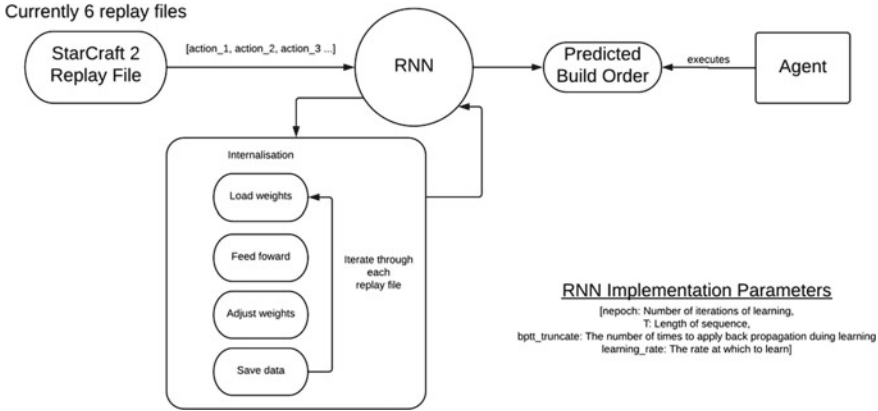 Currently 6 replay files
StarCraft 2
Replay File
[action_1, action_2, action_3 ...]
RNN
Predicted
Build Order
executes
Agent
Internalisation
Load weights
Feed foward
Adjust weights
Save data
Iterate through
each
replay file
RNN Implementation Parameters
[nepoch: Number of iterations of learning,
T: Length of sequence,
bptt_truncate: The number of times to apply back propagation duing learning
learning_rate: The rate at which to learn]